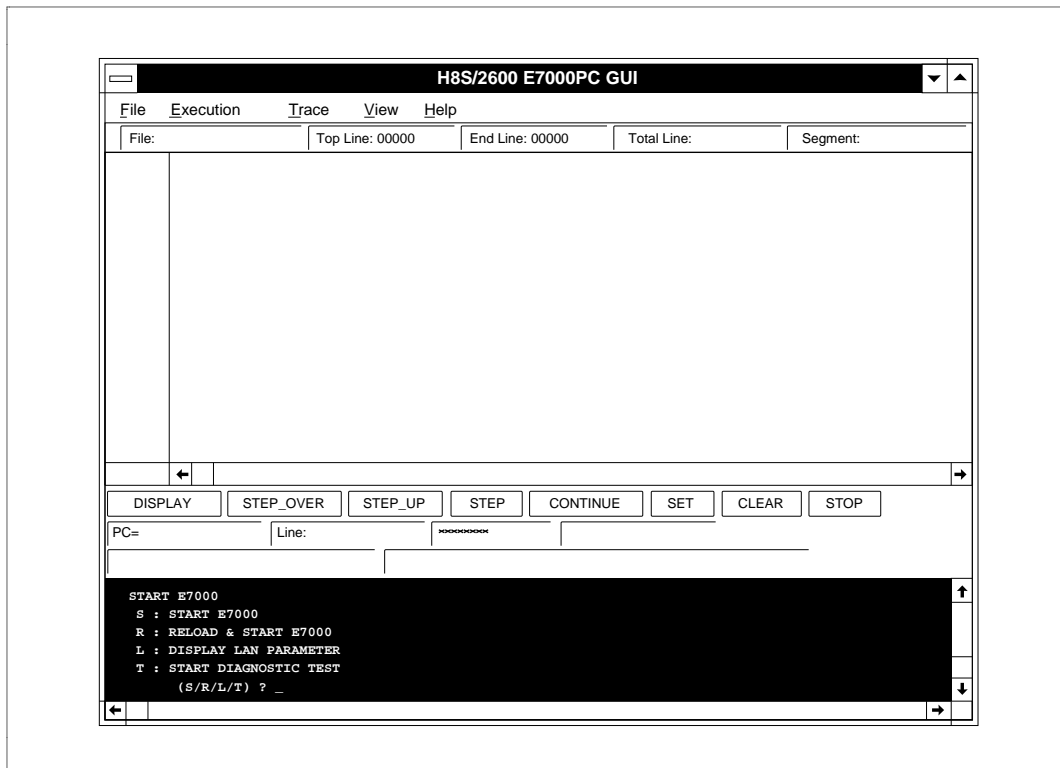 H8S/2600 E7000PC GUI
File Execution Trace View Help
File: Top Line: 00000 End Line: 00000 Total Line: Segment:
DISPLAY STEP_OVER STEP_UP STEP CONTINUE SET CLEAR STOP
PC= Line: ********
START E7000
S : START E7000
R : RELOAD & START E7000
L : DISPLAY LAN PARAMETER
T : START DIAGNOSTIC TEST
(S/R/L/T) ? _